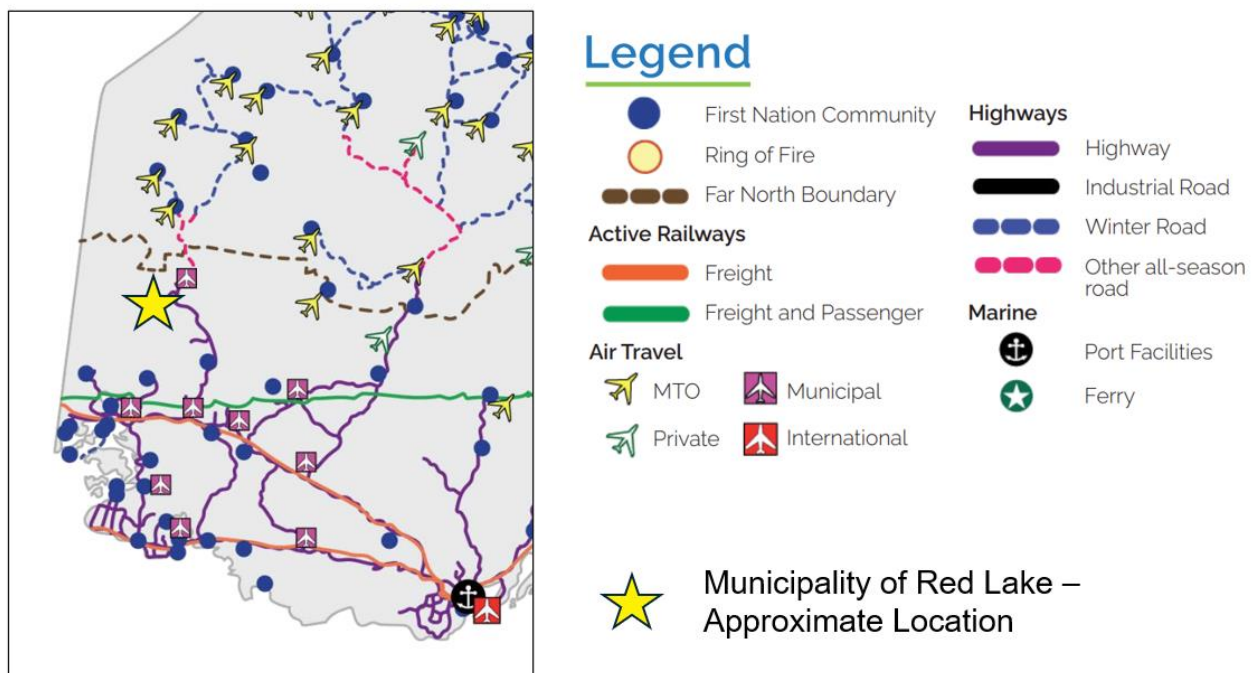 Legend
First Nation Community
Ring of Fire
Far North Boundary
Active Railways
Freight
Freight and Passenger
Air Travel
MTO
Municipal
Private
International
Highways
Highway
Industrial Road
Winter Road
Other all-season
road
Marine
Port Facilities
Ferry
Municipality of Red Lake –
Approximate Location